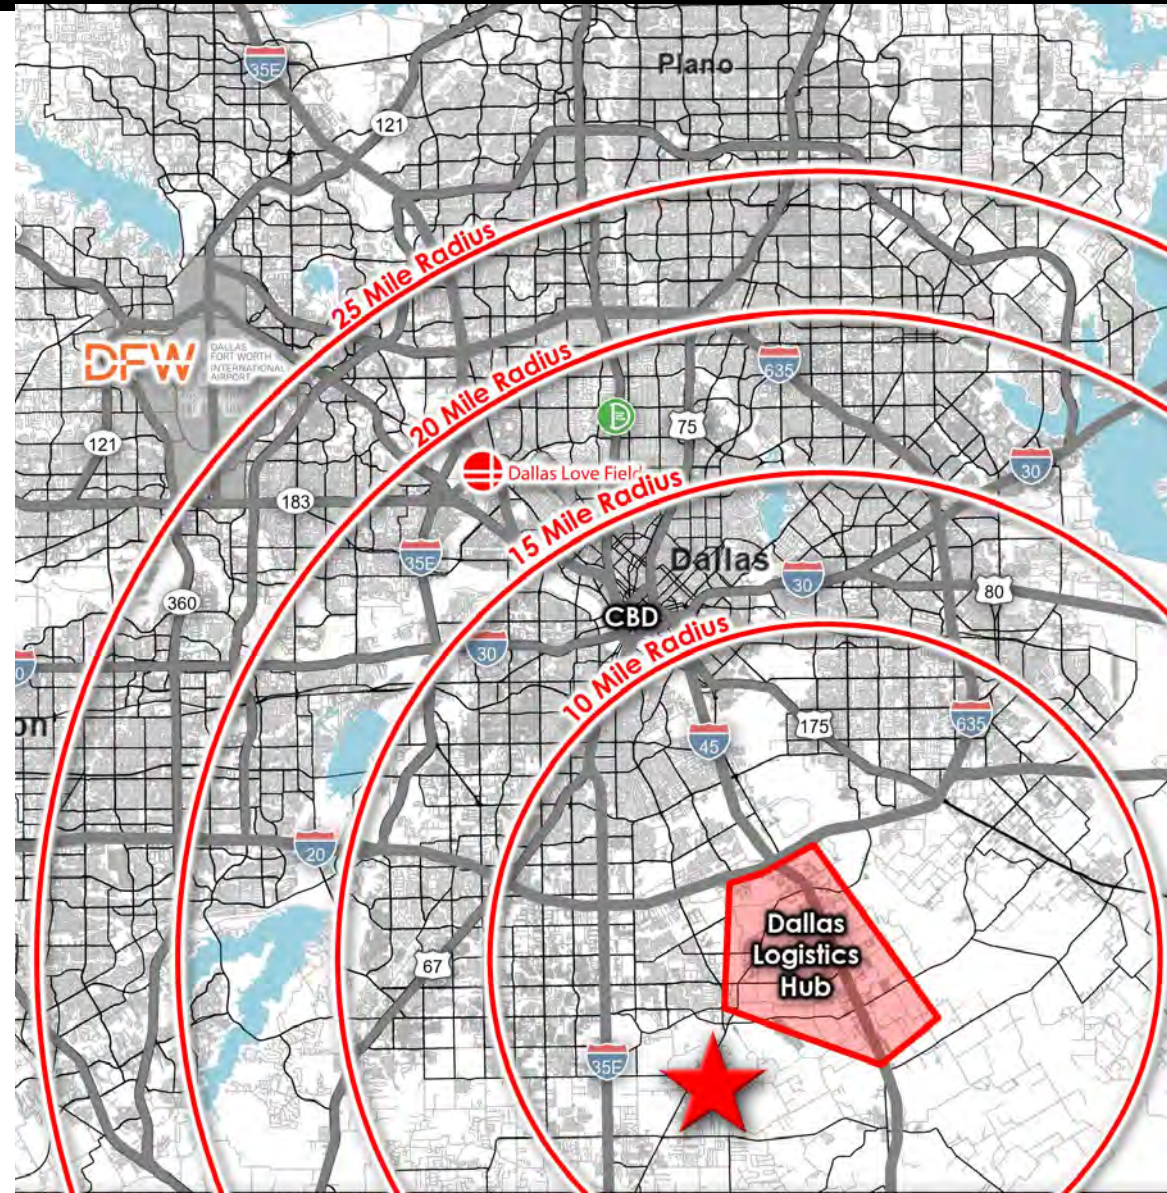 Plano
35E
121
25 Mile Radius
DFW
DALLAS
FORT WORTH
INTERNATIONAL
AIRPORT
20 Mile Radius
635
75
121
30
Dallas Love Field
183
15 Mile Radius
35E
Dallas
30
80
360
CBD
30
10 Mile Radius
0
on
45
175
635
20
Dallas
Logistics
Hub
67
35E